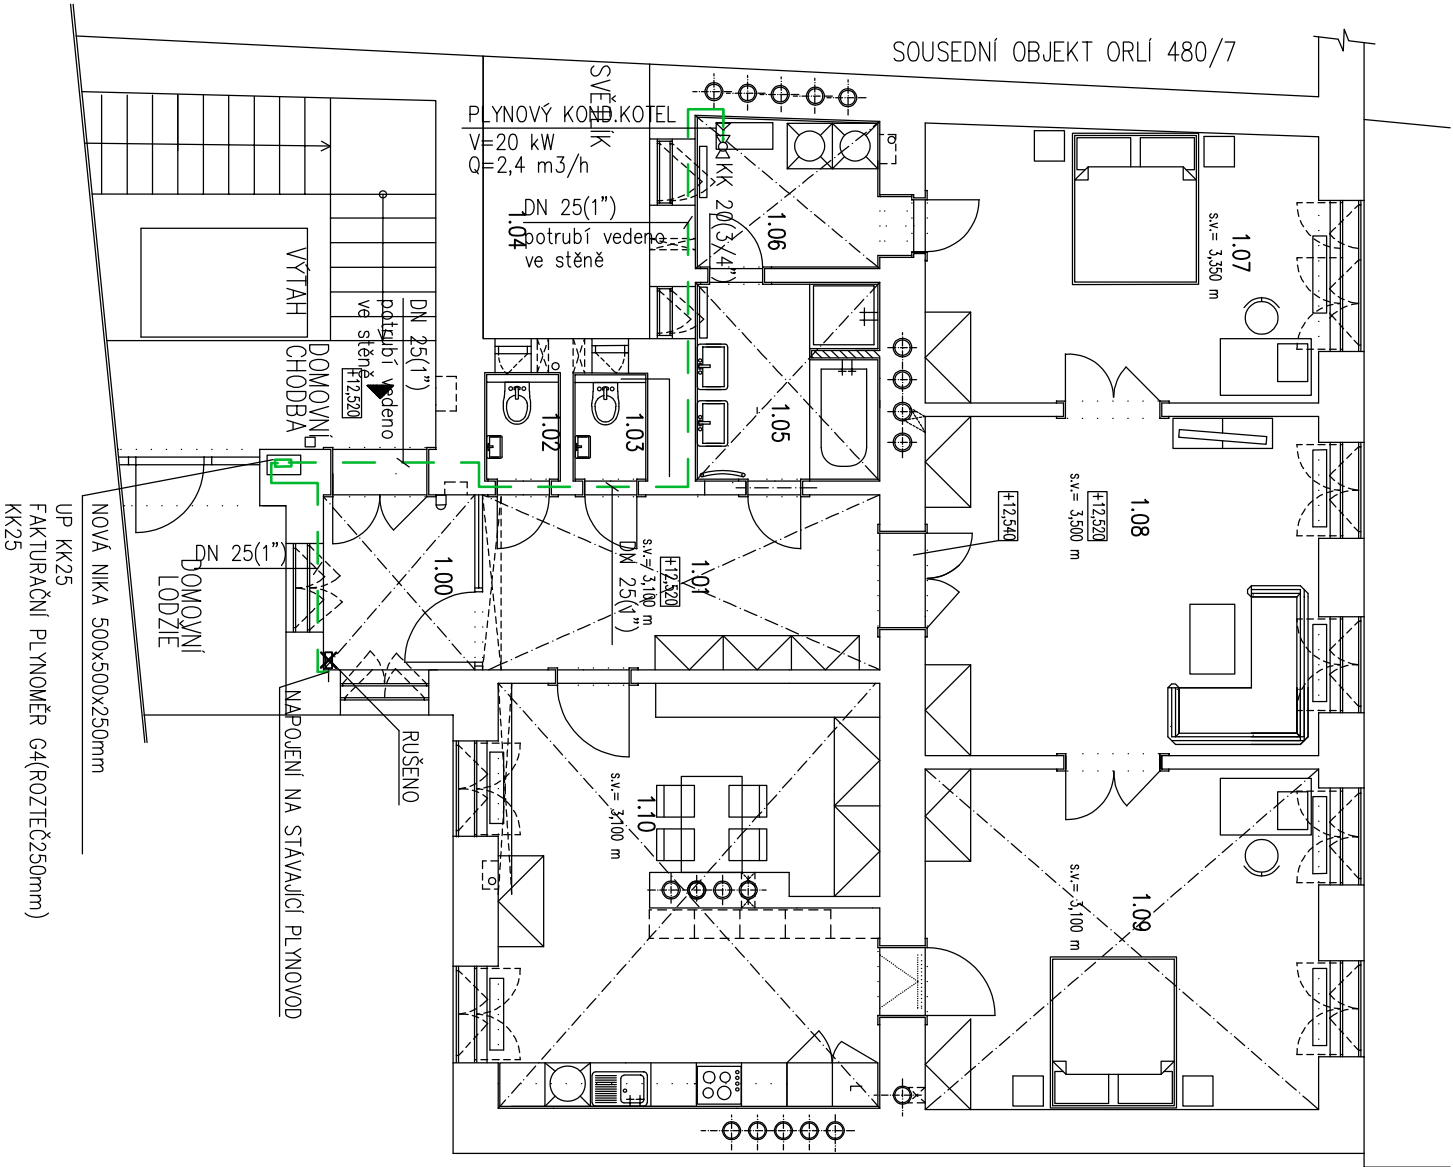 SOUSEDNÍ OBJEKT ORLÍ 480/7
SVĚTLÍK
PLYNOVÝ KOND.KOTEL
V=20 kW
Q=2,4 m3/h
DN 25(1")
potrubí vedeno
ve stěně
1.04
KK 20(3/4")
1.06
1.07
s.v.= 3,350 m
VÝTAH
DOMOVNÍ
CHODBA
DN 25(1")
potrubí vedeno
ve stěně
+12,520
1.02
1.03
1.05
1.08
+12,520
s.v.= 3,500 m
+12,540
1.00
1.01
+12,520
s.v.= 3,100 m
DN 25(1")
DN 25(1")
DOMOVNÍ
LODZIE
NOVÁ NIKA 500x500x250mm
UP KK25
FAKTURAČNÍ PLYNOMĚR G4(ROZTEČ250mm)
KK25
NAPOJENÍ NA STÁVAJÍCÍ PLYNOVOD
RUŠENO
1.10
s.v.= 3,100 m
1.09
s.v.= 3,100 m